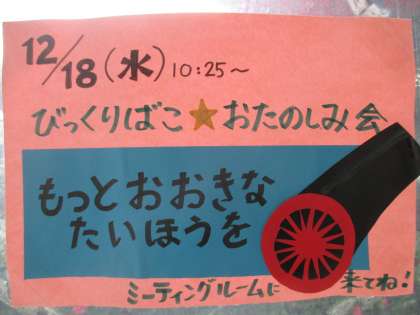 12/18(水)10:25~
びっくりばこ★おたのしみ会
もっとおおきな
たいほうを
ミーティングルームに 来てね!